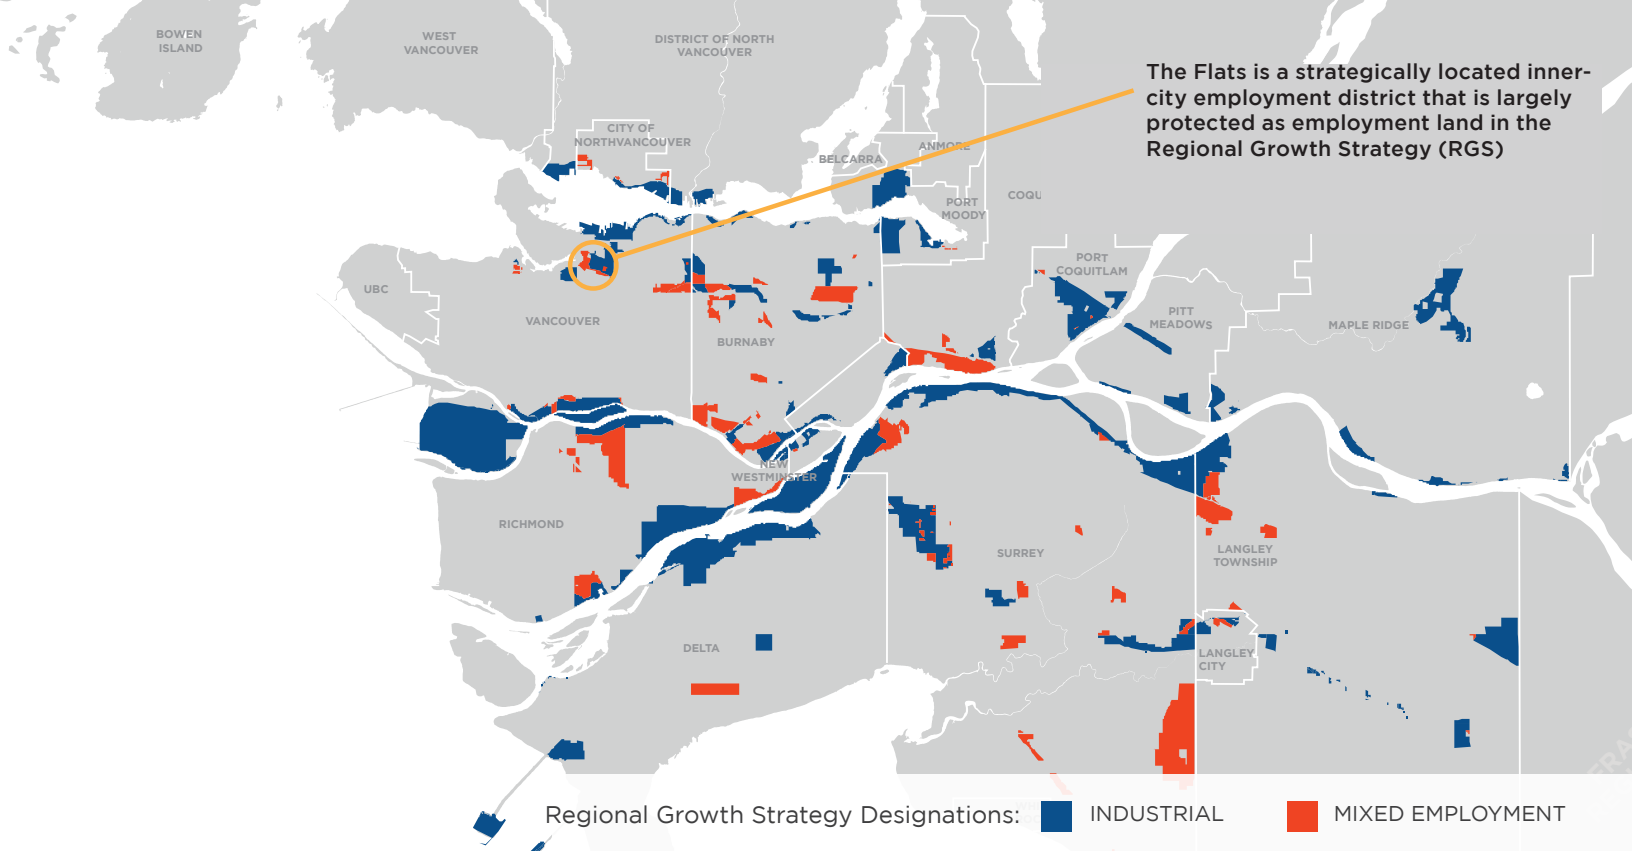 BOWEN
ISLAND
WEST
VANCOUVER
DISTRICT OF NORTH
VANCOUVER
The Flats is a strategically located inner-
city employment district that is largely
protected as employment land in the
Regional Growth Strategy (RGS)
CITY OF
NORTHVANCOUVER
BELCARRA
ANMORE
PORT
MOODY
COQU
PORT
COQUITLAM
UBC
VANCOUVER
BURNABY
PITT
MEADOWS
MAPLE RIDGE
NEW
WESTMINSTER
RICHMOND
SURREY
LANGLEY
TOWNSHIP
DELTA
LANGLEY
CITY
Regional Growth Strategy Designations:
INDUSTRIAL
MIXED EMPLOYMENT